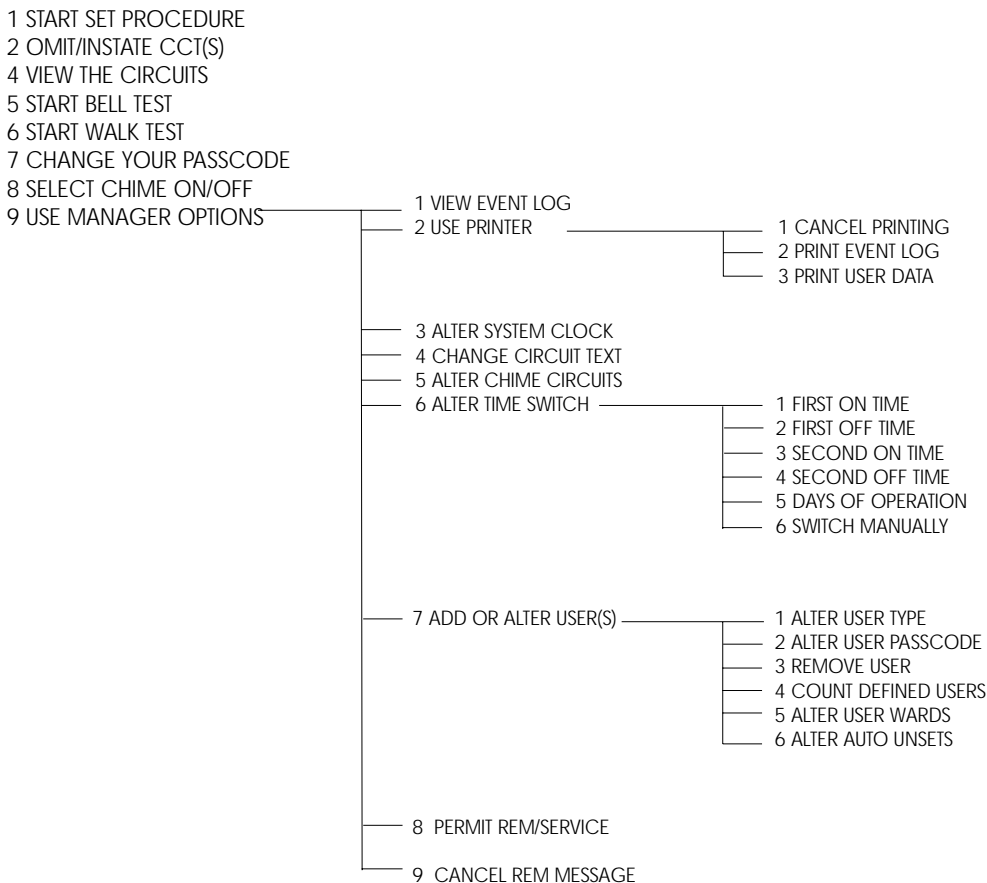 1 START SET PROCEDURE
2 OMIT/INSTATE CCT(S)
4 VIEW THE CIRCUITS
5 START BELL TEST
6 START WALK TEST
7 CHANGE YOUR PASSCODE
8 SELECT CHIME ON/OFF
9 USE MANAGER OPTIONS
1 VIEW EVENT LOG
2 USE PRINTER
1 CANCEL PRINTING
2 PRINT EVENT LOG
3 PRINT USER DATA
3 ALTER SYSTEM CLOCK
4 CHANGE CIRCUIT TEXT
5 ALTER CHIME CIRCUITS
6 ALTER TIME SWITCH
1 FIRST ON TIME
2 FIRST OFF TIME
3 SECOND ON TIME
4 SECOND OFF TIME
5 DAYS OF OPERATION
6 SWITCH MANUALLY
7 ADD OR ALTER USER(S)
1 ALTER USER TYPE
2 ALTER USER PASSCODE
3 REMOVE USER
4 COUNT DEFINED USERS
5 ALTER USER WARDS
6 ALTER AUTO UNSETS
8 PERMIT REM/SERVICE
9 CANCEL REM MESSAGE